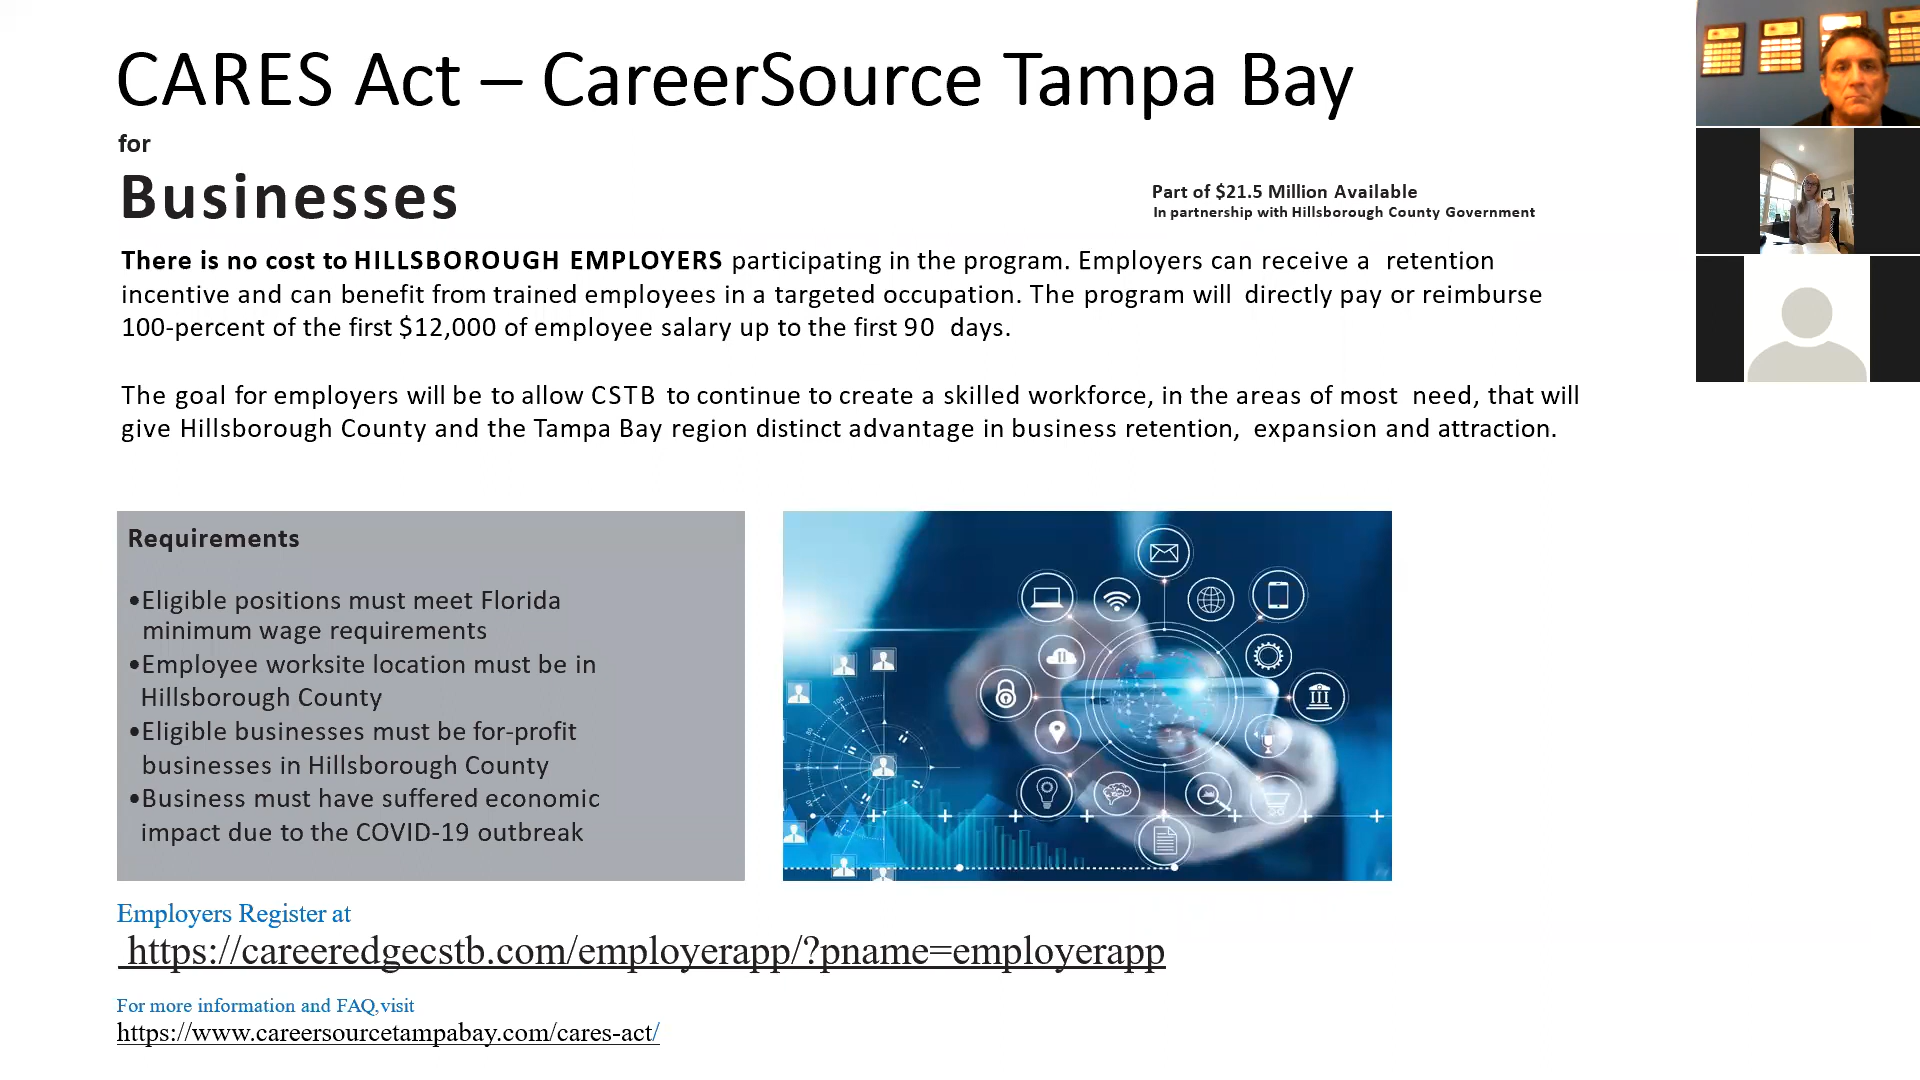 CARES Act – CareerSource Tampa Bay
for
Businesses
Part of $21.5 Million Available
In partnership with Hillsborough County Government
There is no cost to HILLSBOROUGH EMPLOYERS participating in the program. Employers can receive a retention
incentive and can benefit from trained employees in a targeted occupation. The program will directly pay or reimburse
100-percent of the first $12,000 of employee salary up to the first 90 days.
The goal for employers will be to allow CSTB to continue to create a skilled workforce, in the areas of most need, that will
give Hillsborough County and the Tampa Bay region distinct advantage in business retention, expansion and attraction.
Requirements
•Eligible positions must meet Florida
minimum wage requirements
•Employee worksite location must be in
Hillsborough County
•Eligible businesses must be for-profit
businesses in Hillsborough County
•Business must have suffered economic
impact due to the COVID-19 outbreak
Employers Register at
https://careeredgecstb.com/employerapp/?pname=employerapp
For more information and FAQ,visit
https://www.careersourcetampabay.com/cares-act/